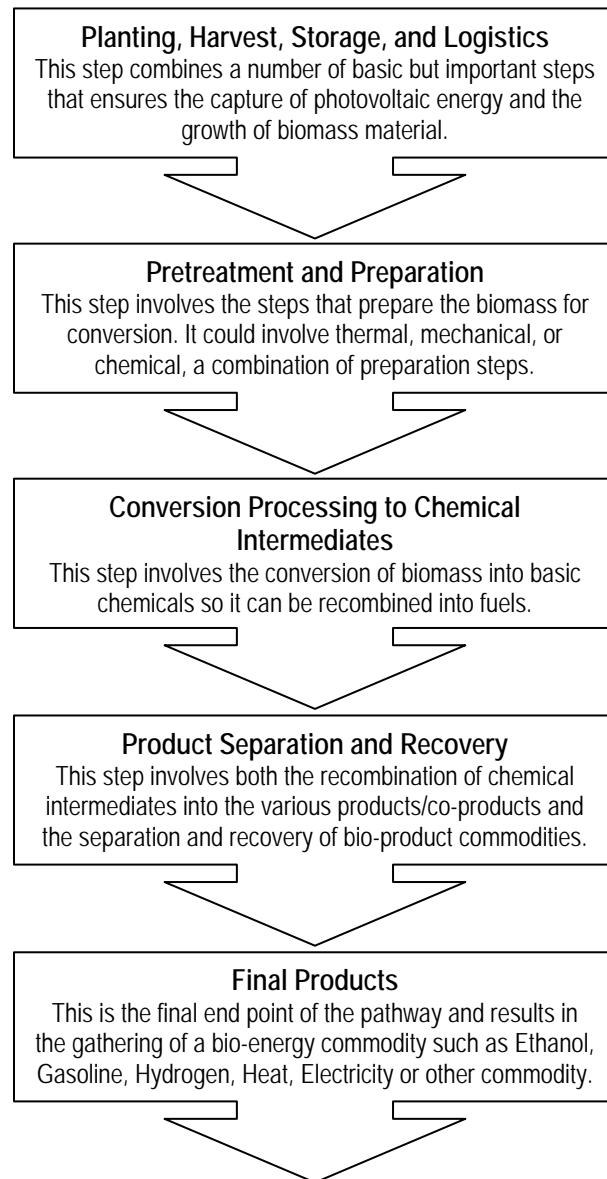 Planting, Harvest, Storage, and Logistics
This step combines a number of basic but important steps
that ensures the capture of photovoltaic energy and the
growth of biomass material.
Pretreatment and Preparation
This step involves the steps that prepare the biomass for
conversion. It could involve thermal, mechanical, or
chemical, a combination of preparation steps.
Conversion Processing to Chemical
Intermediates
This step involves the conversion of biomass into basic
chemicals so it can be recombined into fuels.
Product Separation and Recovery
This step involves both the recombination of chemical
intermediates into the various products/co-products and
the separation and recovery of bio-product commodities.
Final Products
This is the final end point of the pathway and results in
the gathering of a bio-energy commodity such as Ethanol,
Gasoline, Hydrogen, Heat, Electricity or other commodity.